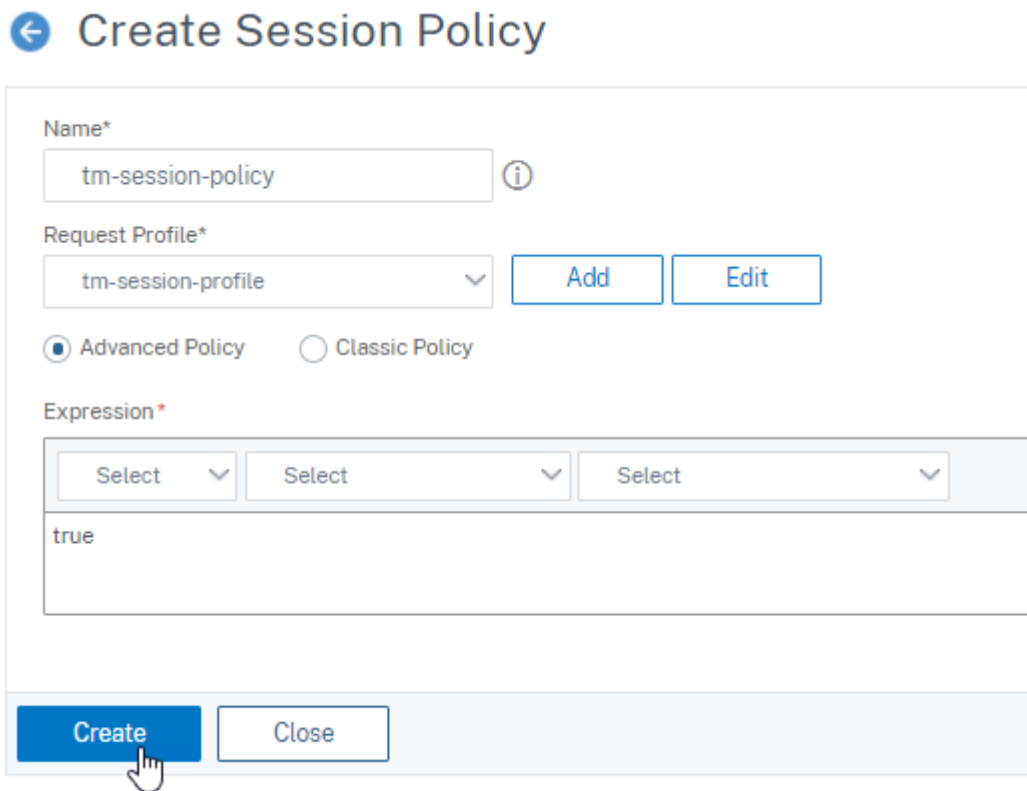 Create Session Policy
Name*
tm-session-policy
Request Profile*
tm-session-profile Add Edit
Advanced Policy Classic Policy
Expression*
Select Select Select
true
Create Close